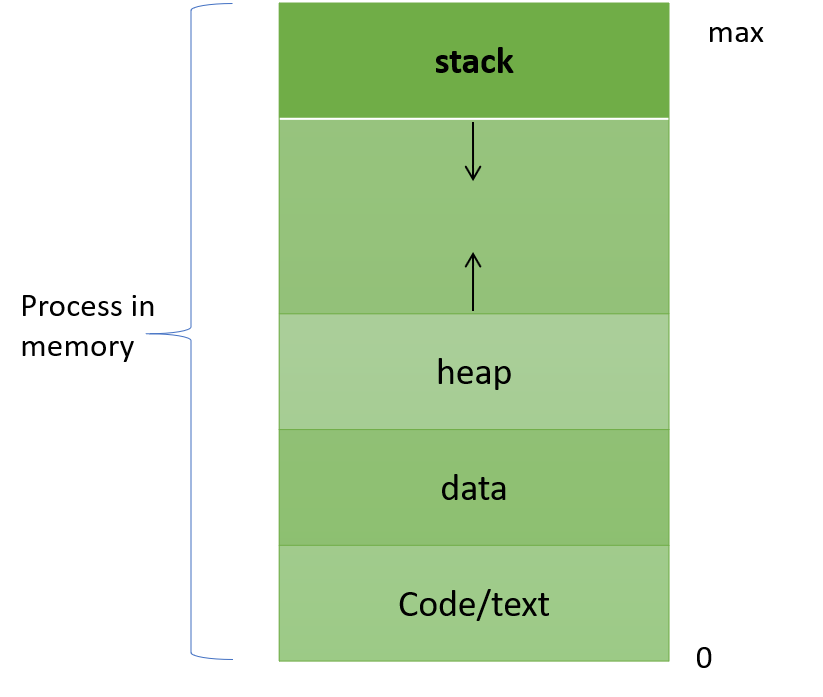 max
stack
Process in
memory
heap
data
Code/text
0